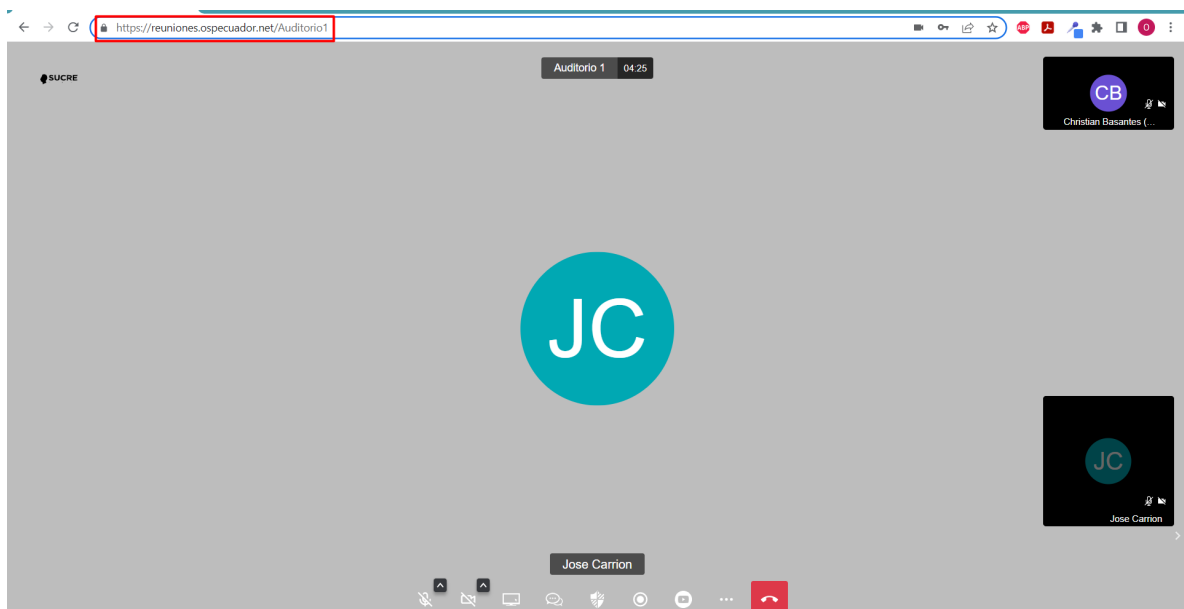 https://reuniones.ospecuador.net/Auditorio1
ABP
O
SUCRE
Auditorio 1 04:25
CB
Christian Basantes (...
JC
JC
Jose Carrion
Jose Carrion